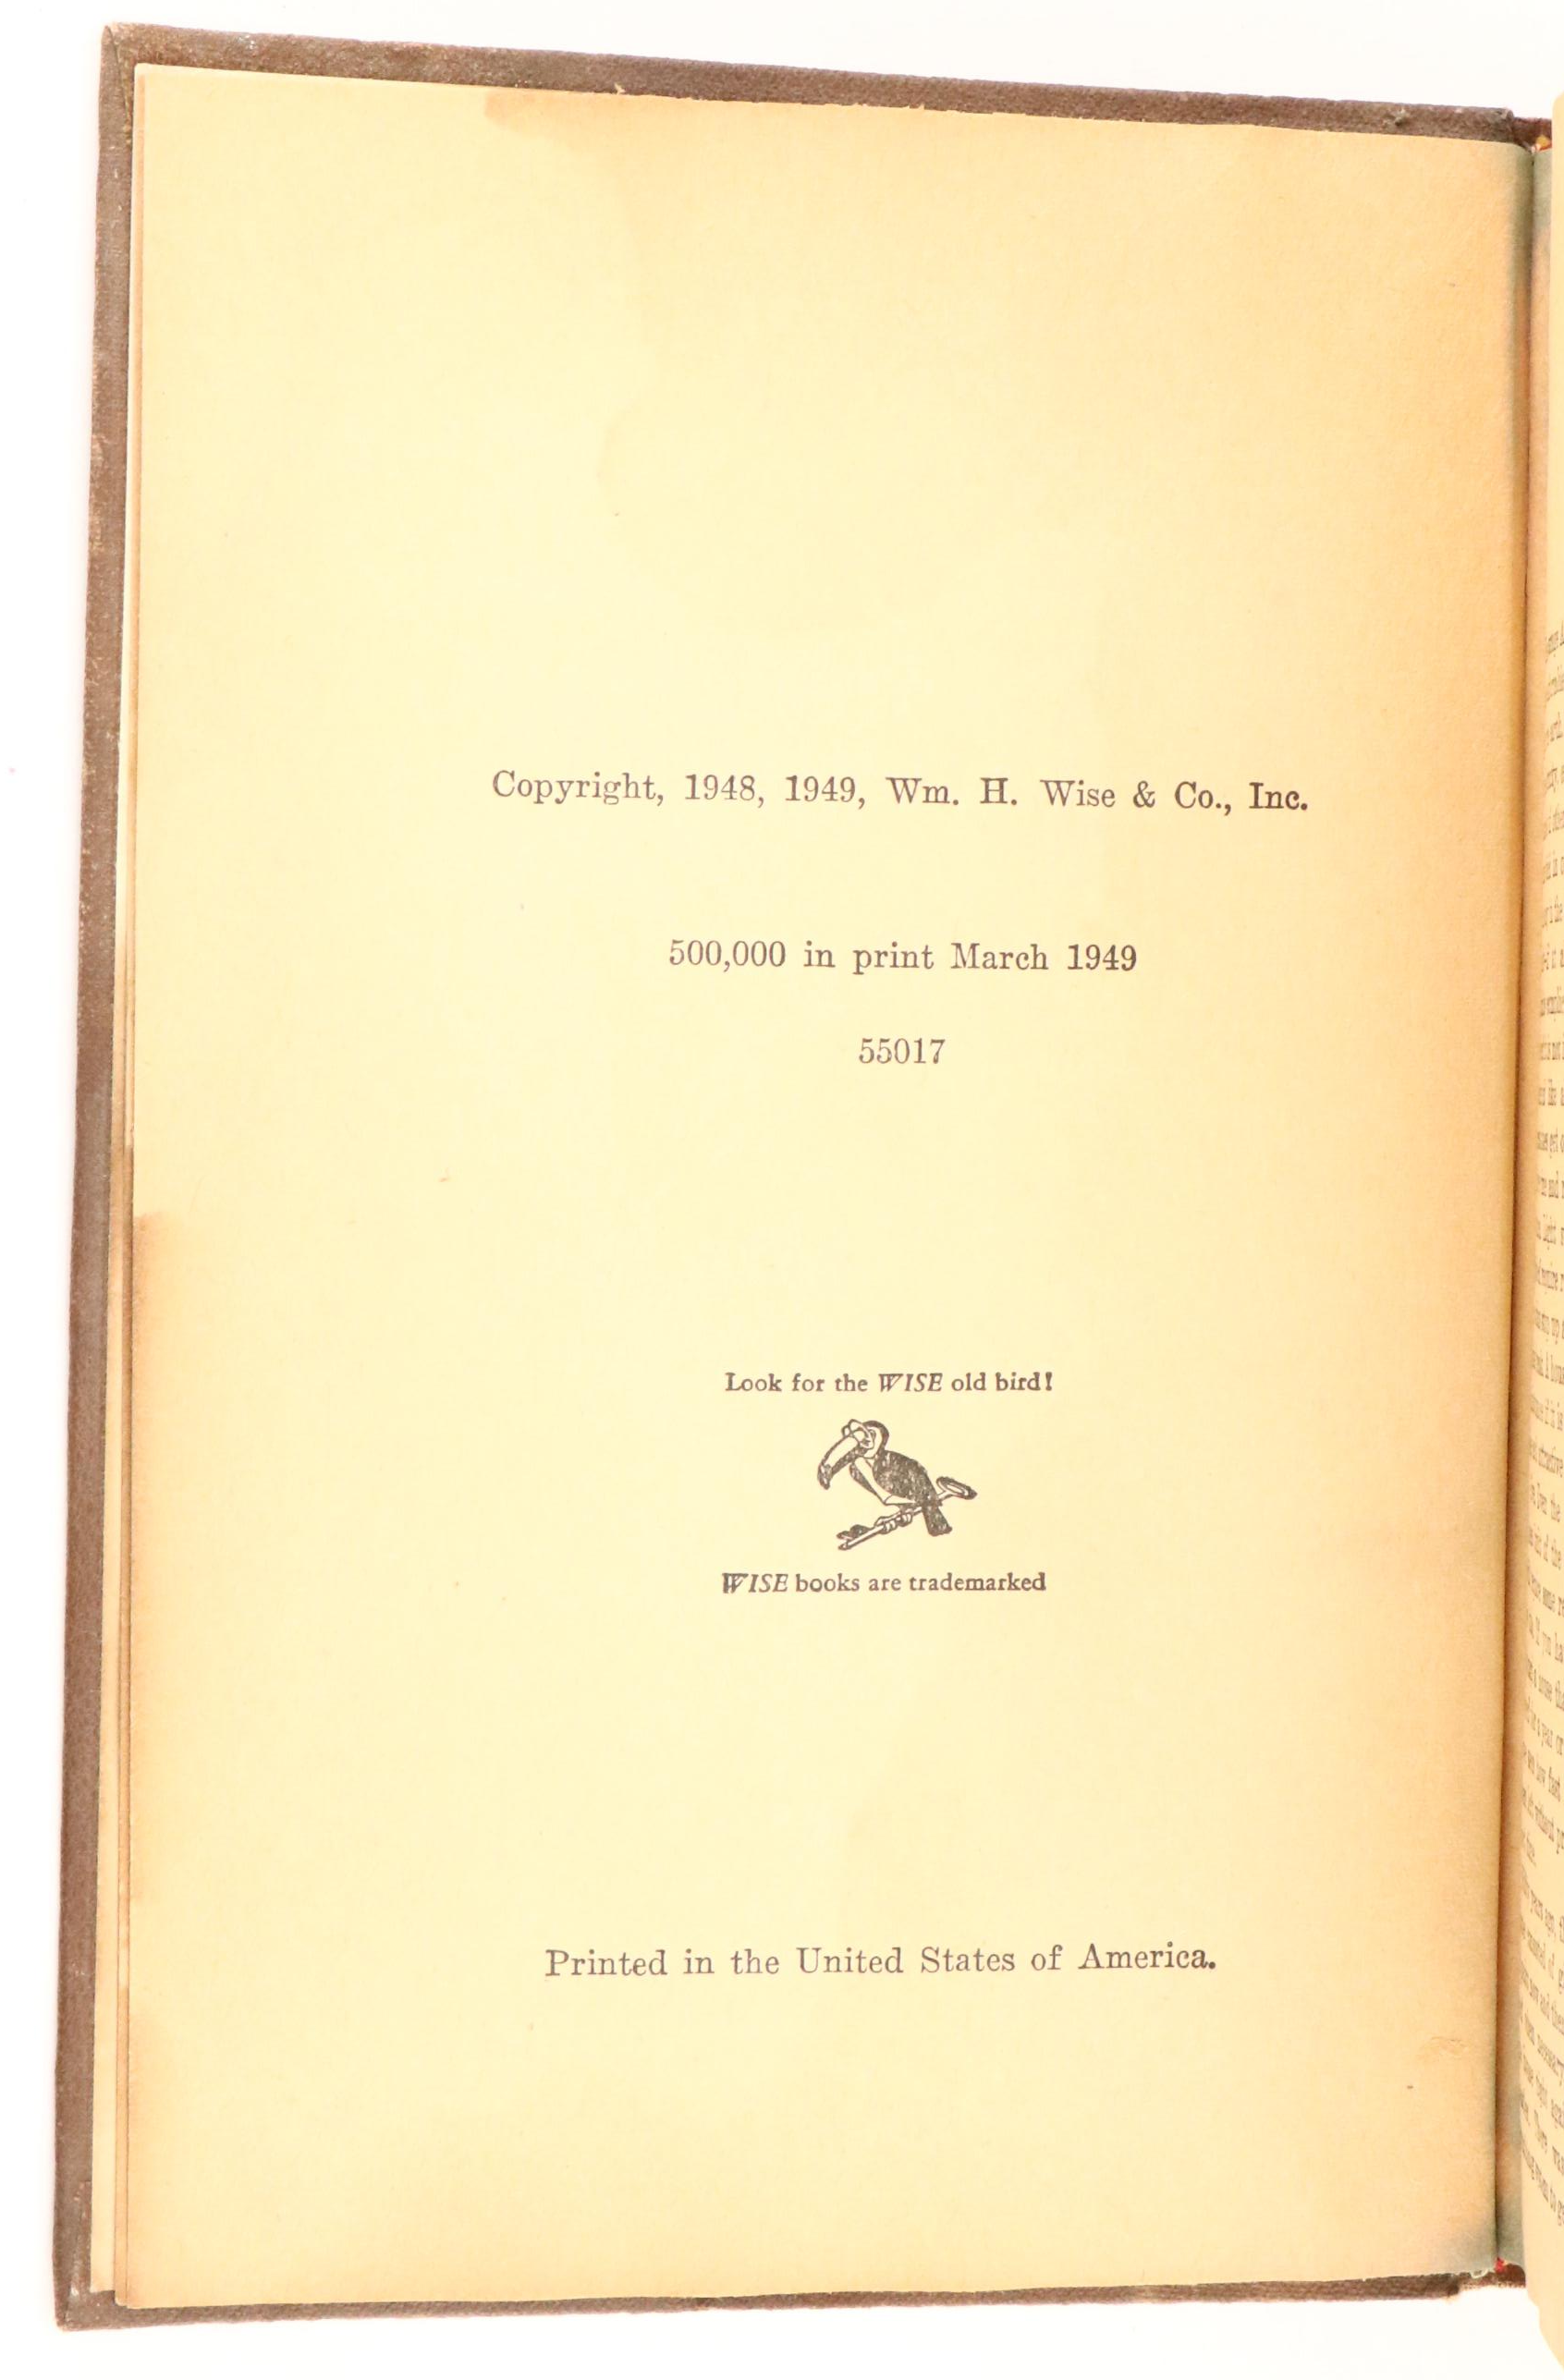 Copyright, 1948, 1949, Wm. H. Wise & Co., Inc.
500,000 in print March 1949
55017
Look for the WISE old bird!
WISE books are trademarked
Printed in the United States of America.